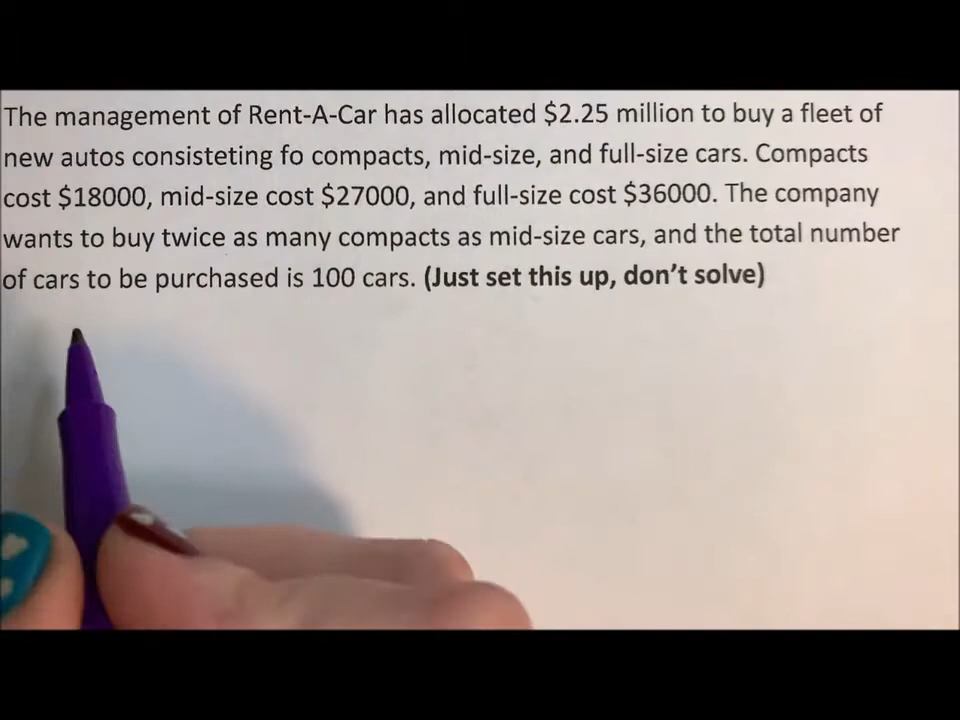 The management of Rent-A-Car has allocated $2.25 million to buy a fleet of
new autos consisteting fo compacts, mid-size, and full-size cars. Compacts
cost $18000, mid-size cost $27000, and full-size cost $36000. The company
wants to buy twice as many compacts as mid-size cars, and the total number
of cars to be purchased is 100 cars. (Just set this up, don’t solve)